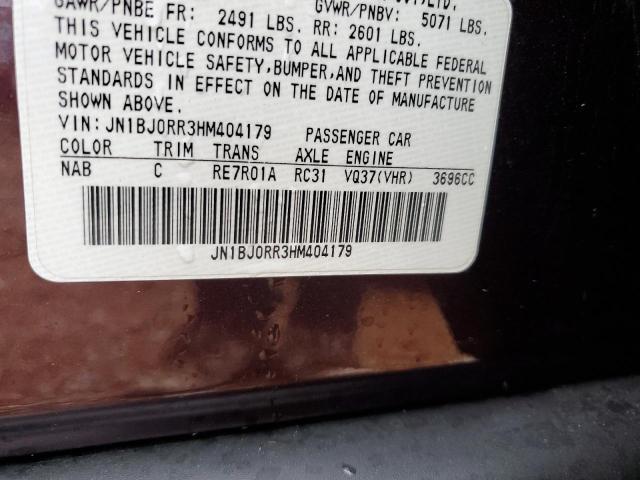 GAWR/PNBE FR: 2491 LBS. RR: 2601 LBS.
GVWR/PNBV: 5071 LBS.
THIS VEHICLE CONFORMS TO ALL APPLICABLE FEDERAL
MOTOR VEHICLE SAFETY,BUMPER,AND THEFT PREVENTION
STANDARDS IN EFFECT ON THE DATE OF MANUFACTURE
SHOWN ABOVE.
VIN:JN1BJ0RR3HM404179 PASSENGER CAR
COLOR TRIM TRANS AXLE ENGINE
NAB C RE7R01A RC31 VQ37(VHR) 3696CC
JN1BJ0RR3HM404179